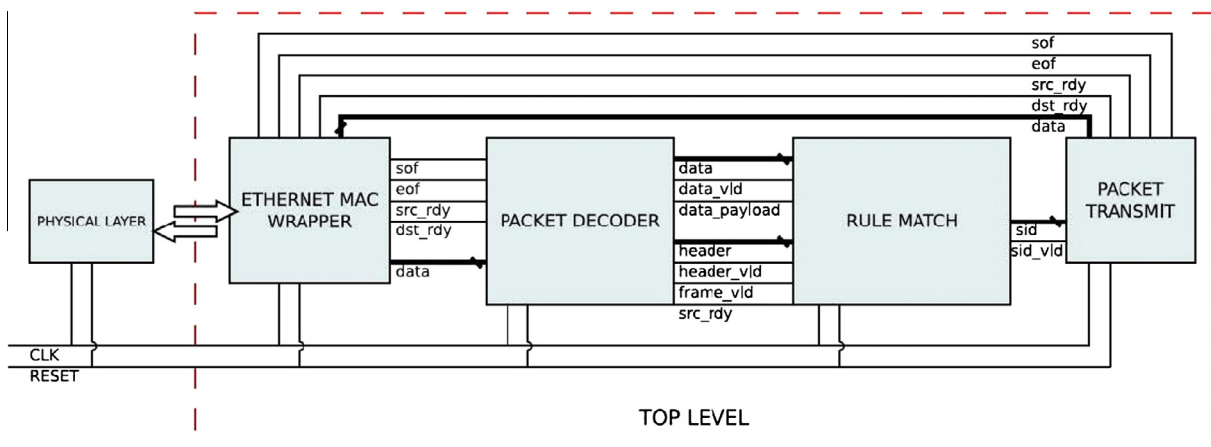 sof
eof
src_rdy
dst_rdy
data
PHYSICAL LAYER
ETHERNET MAC
WRAPPER
sof
eof
src_rdy
dst_rdy
data
PACKET DECODER
data
data_vld
data_payload
header
header_vld
frame_vld
src_rdy
RULE MATCH
sid
sid_vld
PACKET
TRANSMIT
CLK
RESET
TOP LEVEL